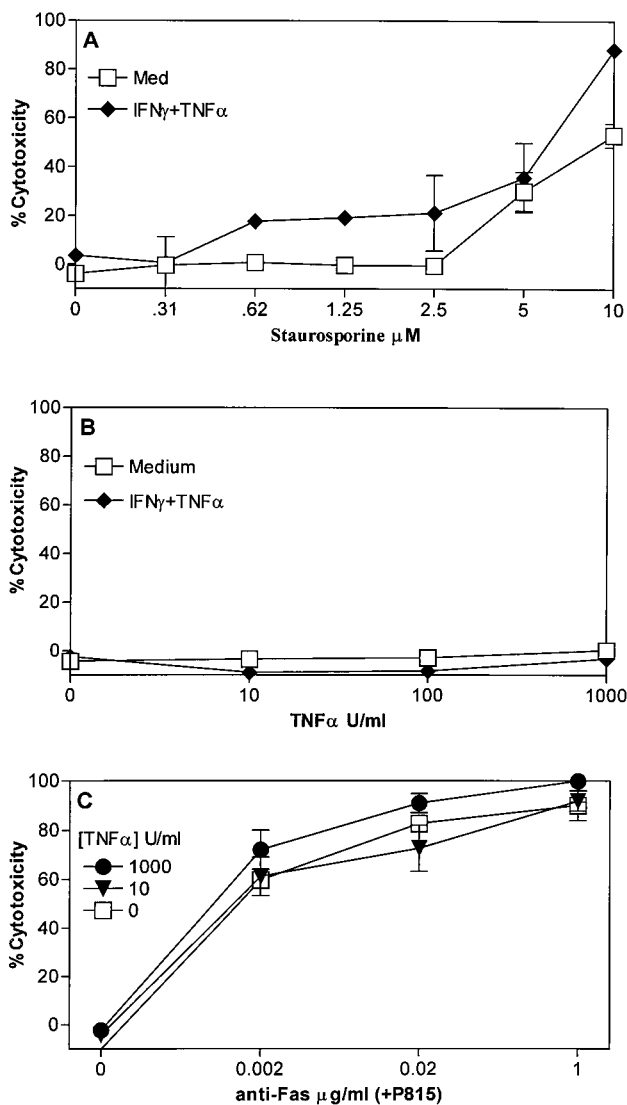 A
Med
IFNγ+TNFα
100
80
60
40
20
0
% Cytotoxicity
0 .31 .62 1.25 2.5 5 10
Staurosporine μM
B
Medium
IFNγ+TNFα
100
80
60
40
20
0
% Cytotoxicity
0 10 100 1000
TNFα U/ml
C
[TNFα] U/ml
1000
10
0
100
80
60
40
20
0
% Cytotoxicity
0 0.002 0.02 1
anti-Fas μg/ml (+P815)